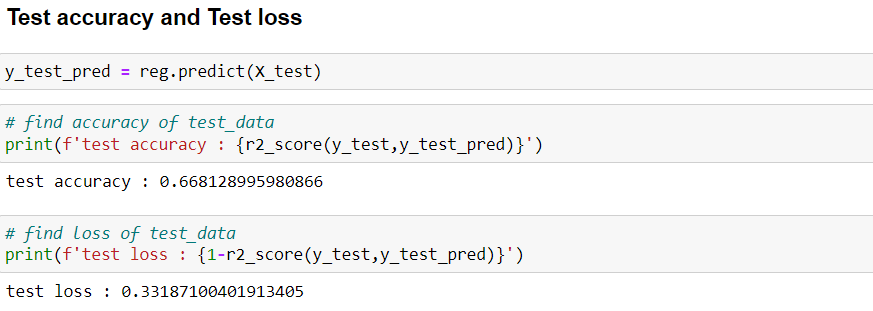 Test accuracy and Test loss
y_test_pred = reg.predict(X_test)
# find accuracy of test_data
print(f'test accuracy : {r2_score(y_test,y_test_pred)}')
test accuracy : 0.668128995980866
# find loss of test_data
print(f'test loss : {1-r2_score(y_test,y_test_pred)}')
test loss : 0.33187100401913405